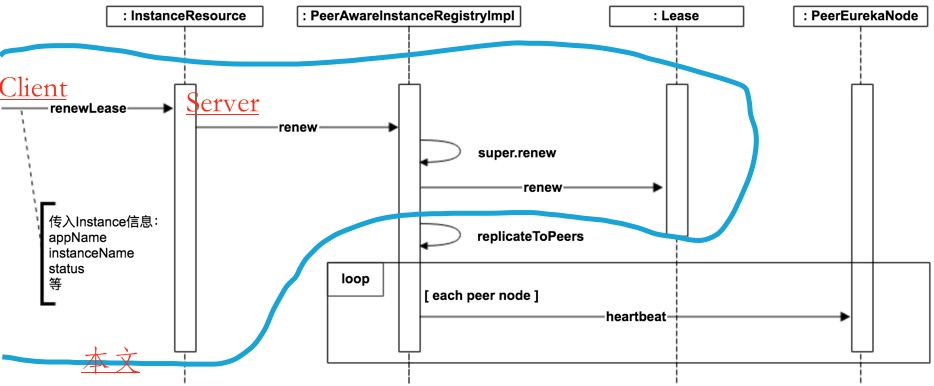 : InstanceResource
: PeerAwareInstanceRegistryImpl
: Lease
: PeerEurekaNode
Client
Server
renewLease
renew
super.renew
renew
传入Instance信息：
appName
instanceName
status
等
replicateToPeers
loop
[ each peer node ]
heartbeat
本文